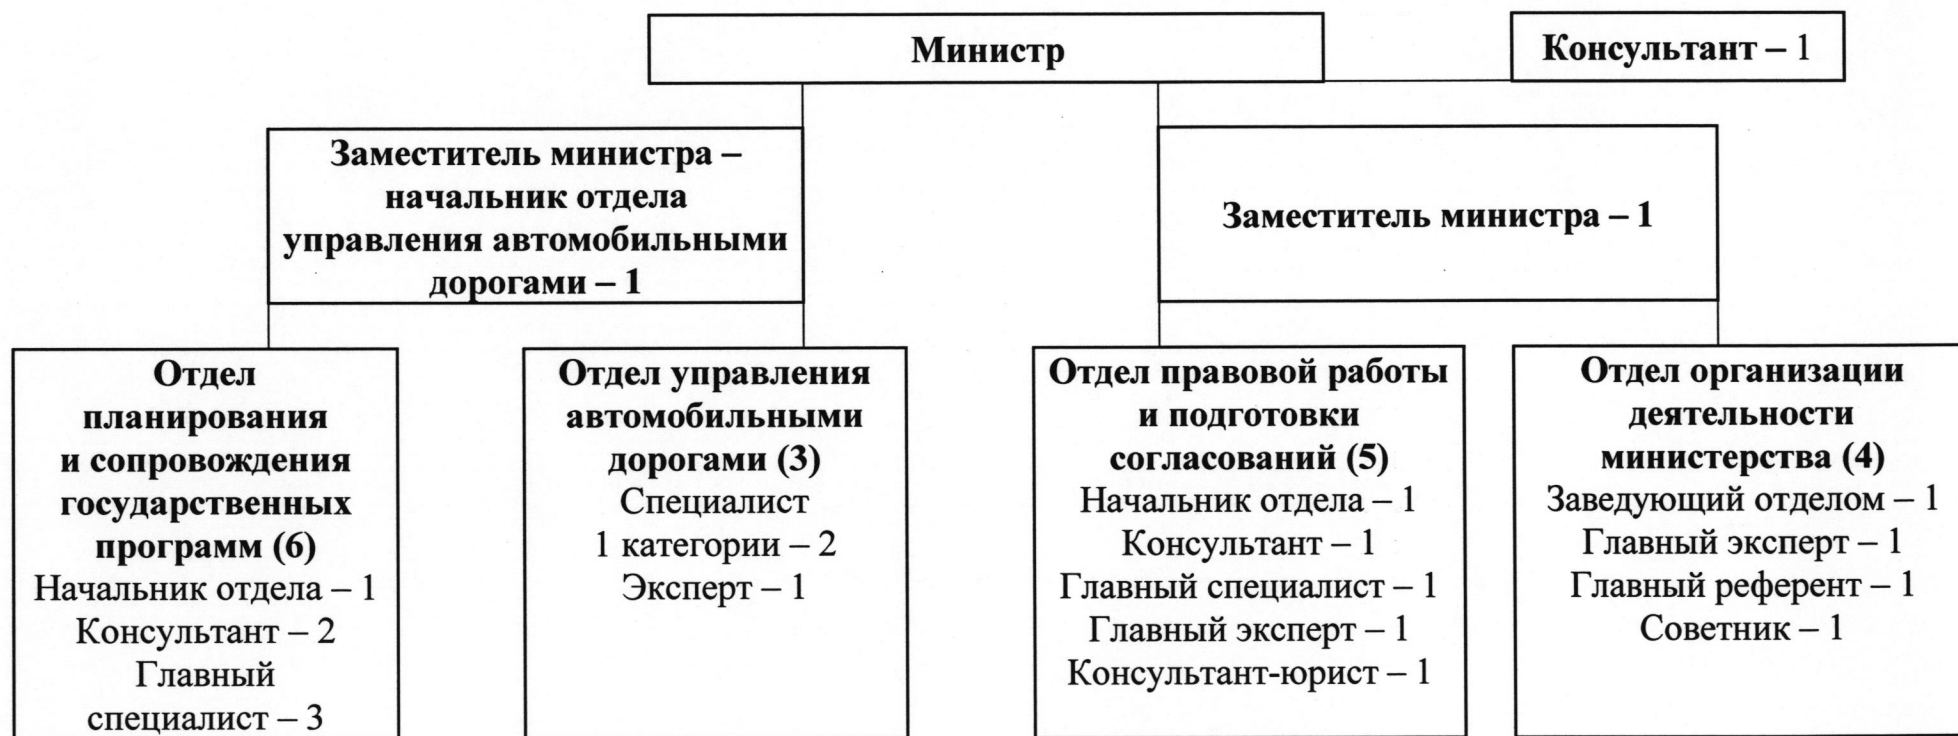 Министр
Консультант – 1
Заместитель министра –
начальник отдела
управления автомобильными
дорогами – 1
Заместитель министра – 1
Отдел
планирования
и сопровождения
государственных
программ (6)
Начальник отдела – 1
Консультант – 2
Главный
специалист – 3
Отдел управления
автомобильными
дорогами (3)
Специалист
1 категории – 2
Эксперт – 1
Отдел правовой работы
и подготовки
согласований (5)
Начальник отдела – 1
Консультант – 1
Главный специалист – 1
Главный эксперт – 1
Консультант-юрист – 1
Отдел организации
деятельности
министерства (4)
Заведующий отделом – 1
Главный эксперт – 1
Главный референт – 1
Советник – 1